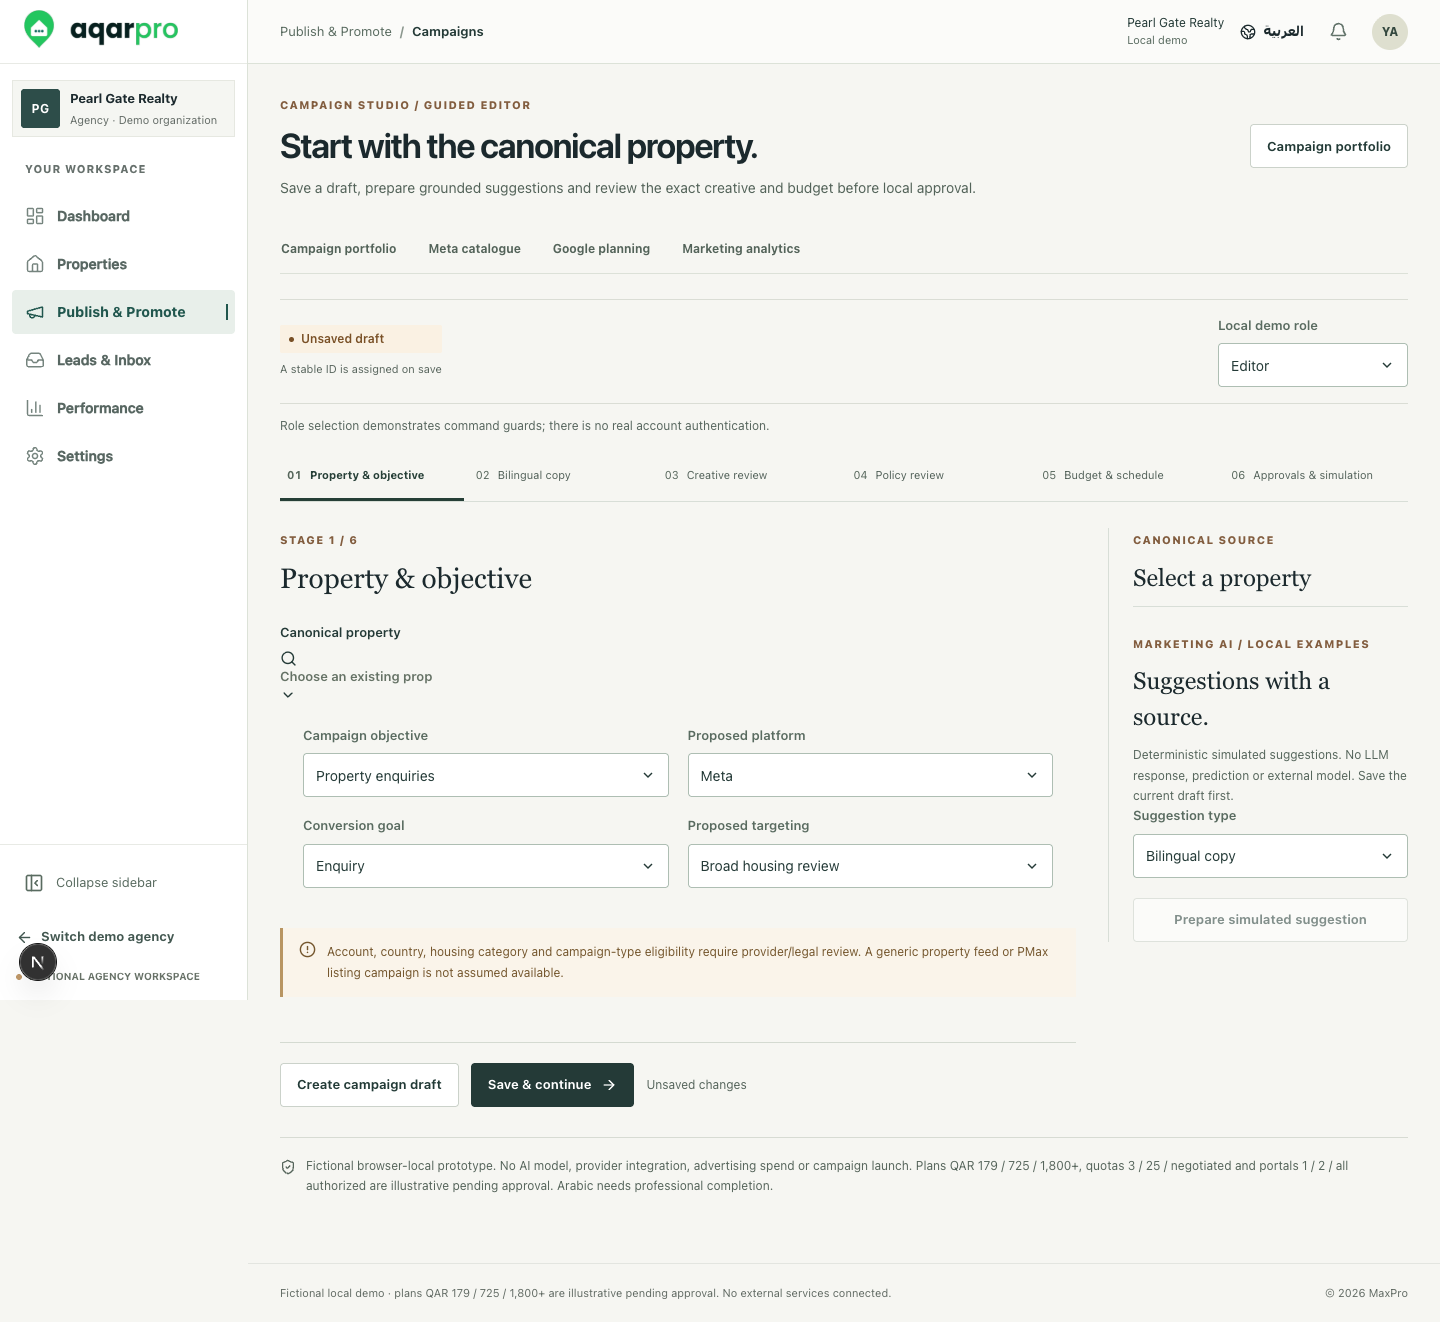 aqarpro
Publish & Promote / Campaigns
Pearl Gate Realty
Local demo
العربية
YA
PG
Pearl Gate Realty
Agency · Demo organization
YOUR WORKSPACE
Dashboard
Properties
Publish & Promote
Leads & Inbox
Performance
Settings
Collapse sidebar
Switch demo agency
N
IONAL AGENCY WORKSPACE
CAMPAIGN STUDIO / GUIDED EDITOR
Start with the canonical property.
Save a draft, prepare grounded suggestions and review the exact creative and budget before local approval.
Campaign portfolio
Campaign portfolio
Meta catalogue
Google planning
Marketing analytics
Unsaved draft
A stable ID is assigned on save
Local demo role
Editor
Role selection demonstrates command guards; there is no real account authentication.
01 Property & objective
02 Bilingual copy
03 Creative review
04 Policy review
05 Budget & schedule
06 Approvals & simulation
STAGE 1 / 6
Property & objective
Canonical property
Choose an existing prop
Campaign objective
Property enquiries
Proposed platform
Meta
Conversion goal
Enquiry
Proposed targeting
Broad housing review
Account, country, housing category and campaign-type eligibility require provider/legal review. A generic property feed or PMax
listing campaign is not assumed available.
Create campaign draft
Save & continue
Unsaved changes
CANONICAL SOURCE
Select a property
MARKETING AI / LOCAL EXAMPLES
Suggestions with a
source.
Deterministic simulated suggestions. No LLM
response, prediction or external model. Save the
current draft first.
Suggestion type
Bilingual copy
Prepare simulated suggestion
Fictional browser-local prototype. No AI model, provider integration, advertising spend or campaign launch. Plans QAR 179 / 725 / 1,800+, quotas 3 / 25 / negotiated and portals 1 / 2 / all
authorized are illustrative pending approval. Arabic needs professional completion.
Fictional local demo · plans QAR 179 / 725 / 1,800+ are illustrative pending approval. No external services connected.
© 2026 MaxPro